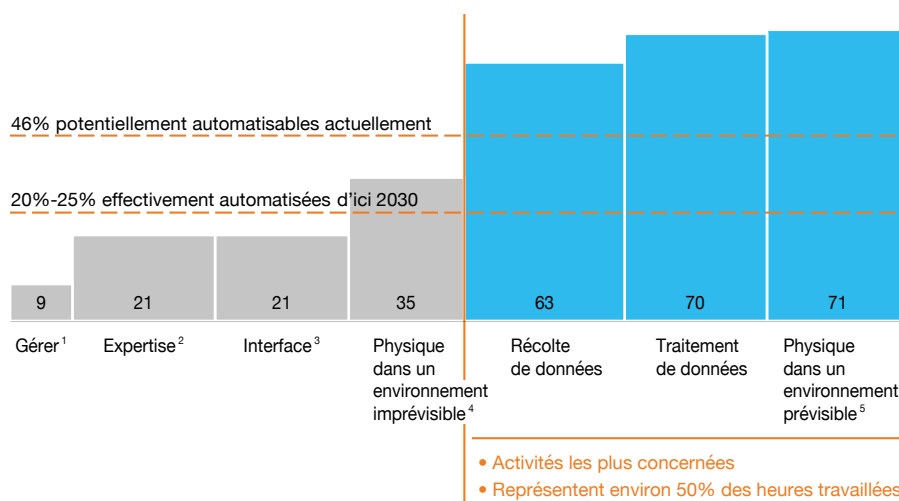 46% potentiellement automatisables actuellement
20%-25% effectivement automatisées d'ici 2030
9 21 21 35 63 70 71
Gérer 1
Expertise 2
Interface 3
Physique
dans un
environnement
imprévisible 4
Récolte
de données
Traitement
de données
Physique
dans un
environnement
prévisible 5
• Activités les plus concernées
• Représentent environ 50% des heures travaillées